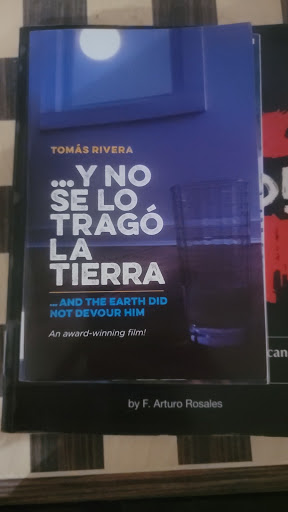 TOMÁS RIVERA
...Y NO
SE LO
TRAGÓ
LA
TIERRA
... AND THE EARTH DID
NOT DEVOUR HIM
An award-winning film!
o!
can
by F. Arturo Rosales